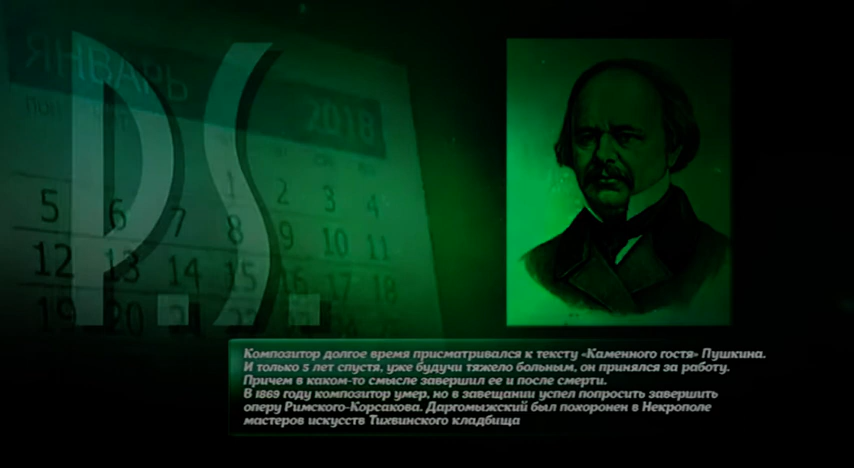 P.S.
ЯНВАРЬ
2018
1 2 3 4
5 6 7 8 9 10 11
12 13 14 15 16 17 18
19 20 21 22
Композитор долгое время присматривался к тексту «Каменного гостя» Пушкина.
И только 5 лет спустя, уже будучи тяжело больным, он принялся за работу.
Причем в каком-то смысле завершил ее и после смерти.
В 1869 году композитор умер, но в завещании успел попросить завершить
оперу Римского-Корсакова. Даргомыжский был похоронен в Некрополе
мастеров искусств Тихвинского кладбища